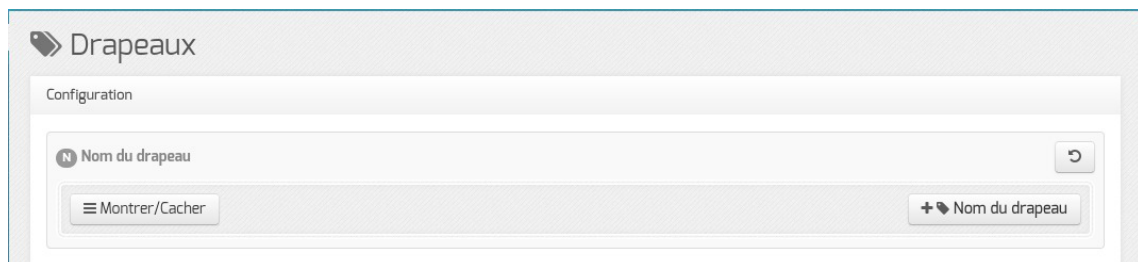 Drapeaux
Configuration
N Nom du drapeau
Montrer/Cacher
Nom du drapeau